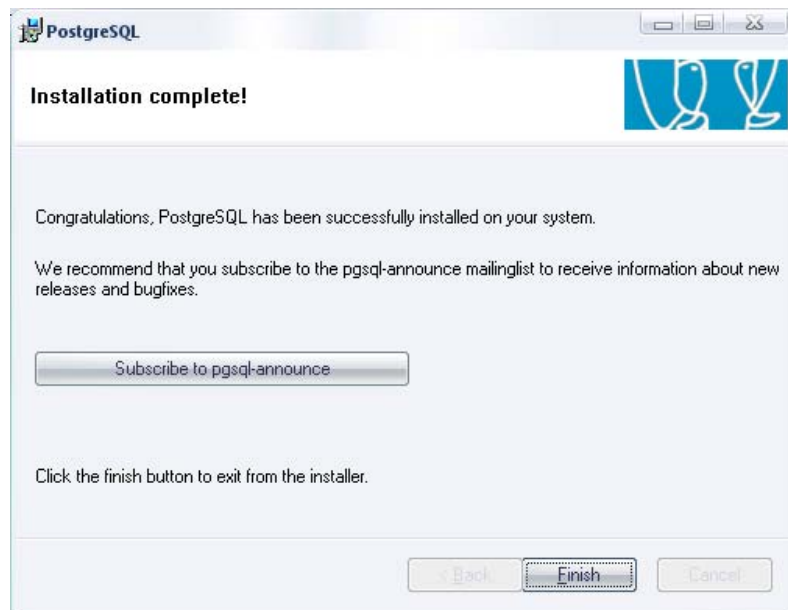 PostgreSQL
Installation complete!
Congratulations, PostgreSQL has been successfully installed on your system.
We recommend that you subscribe to the pgsql-announce mailinglist to receive information about new
releases and bugfixes.
Subscribe to pgsql-announce
Click the finish button to exit from the installer.
< Back
Finish
Cancel